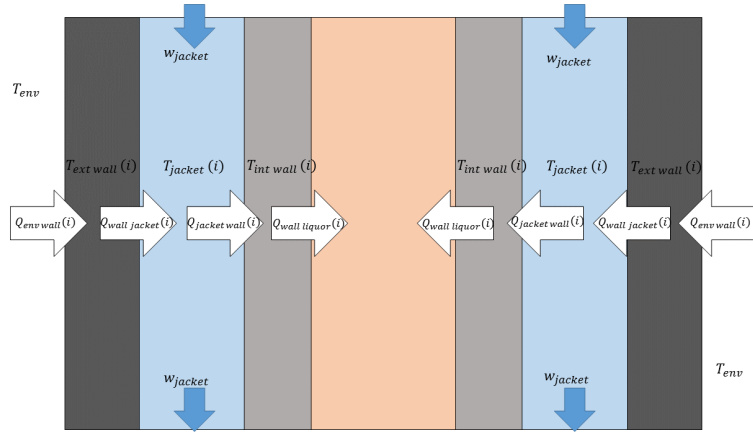 w_jacket
w_jacket
T_env
T_ext wall(i)
T_jacket(i)
T_int wall(i)
T_int wall(i)
T_jacket(i)
T_ext wall(i)
Q_env wall(i)
Q_wall jacket(i)
Q_jacket wall(i)
Q_wall liquor(i)
Q_wall liquor(i)
Q_jacket wall(i)
Q_wall jacket(i)
Q_env wall(i)
T_env
w_jacket
w_jacket